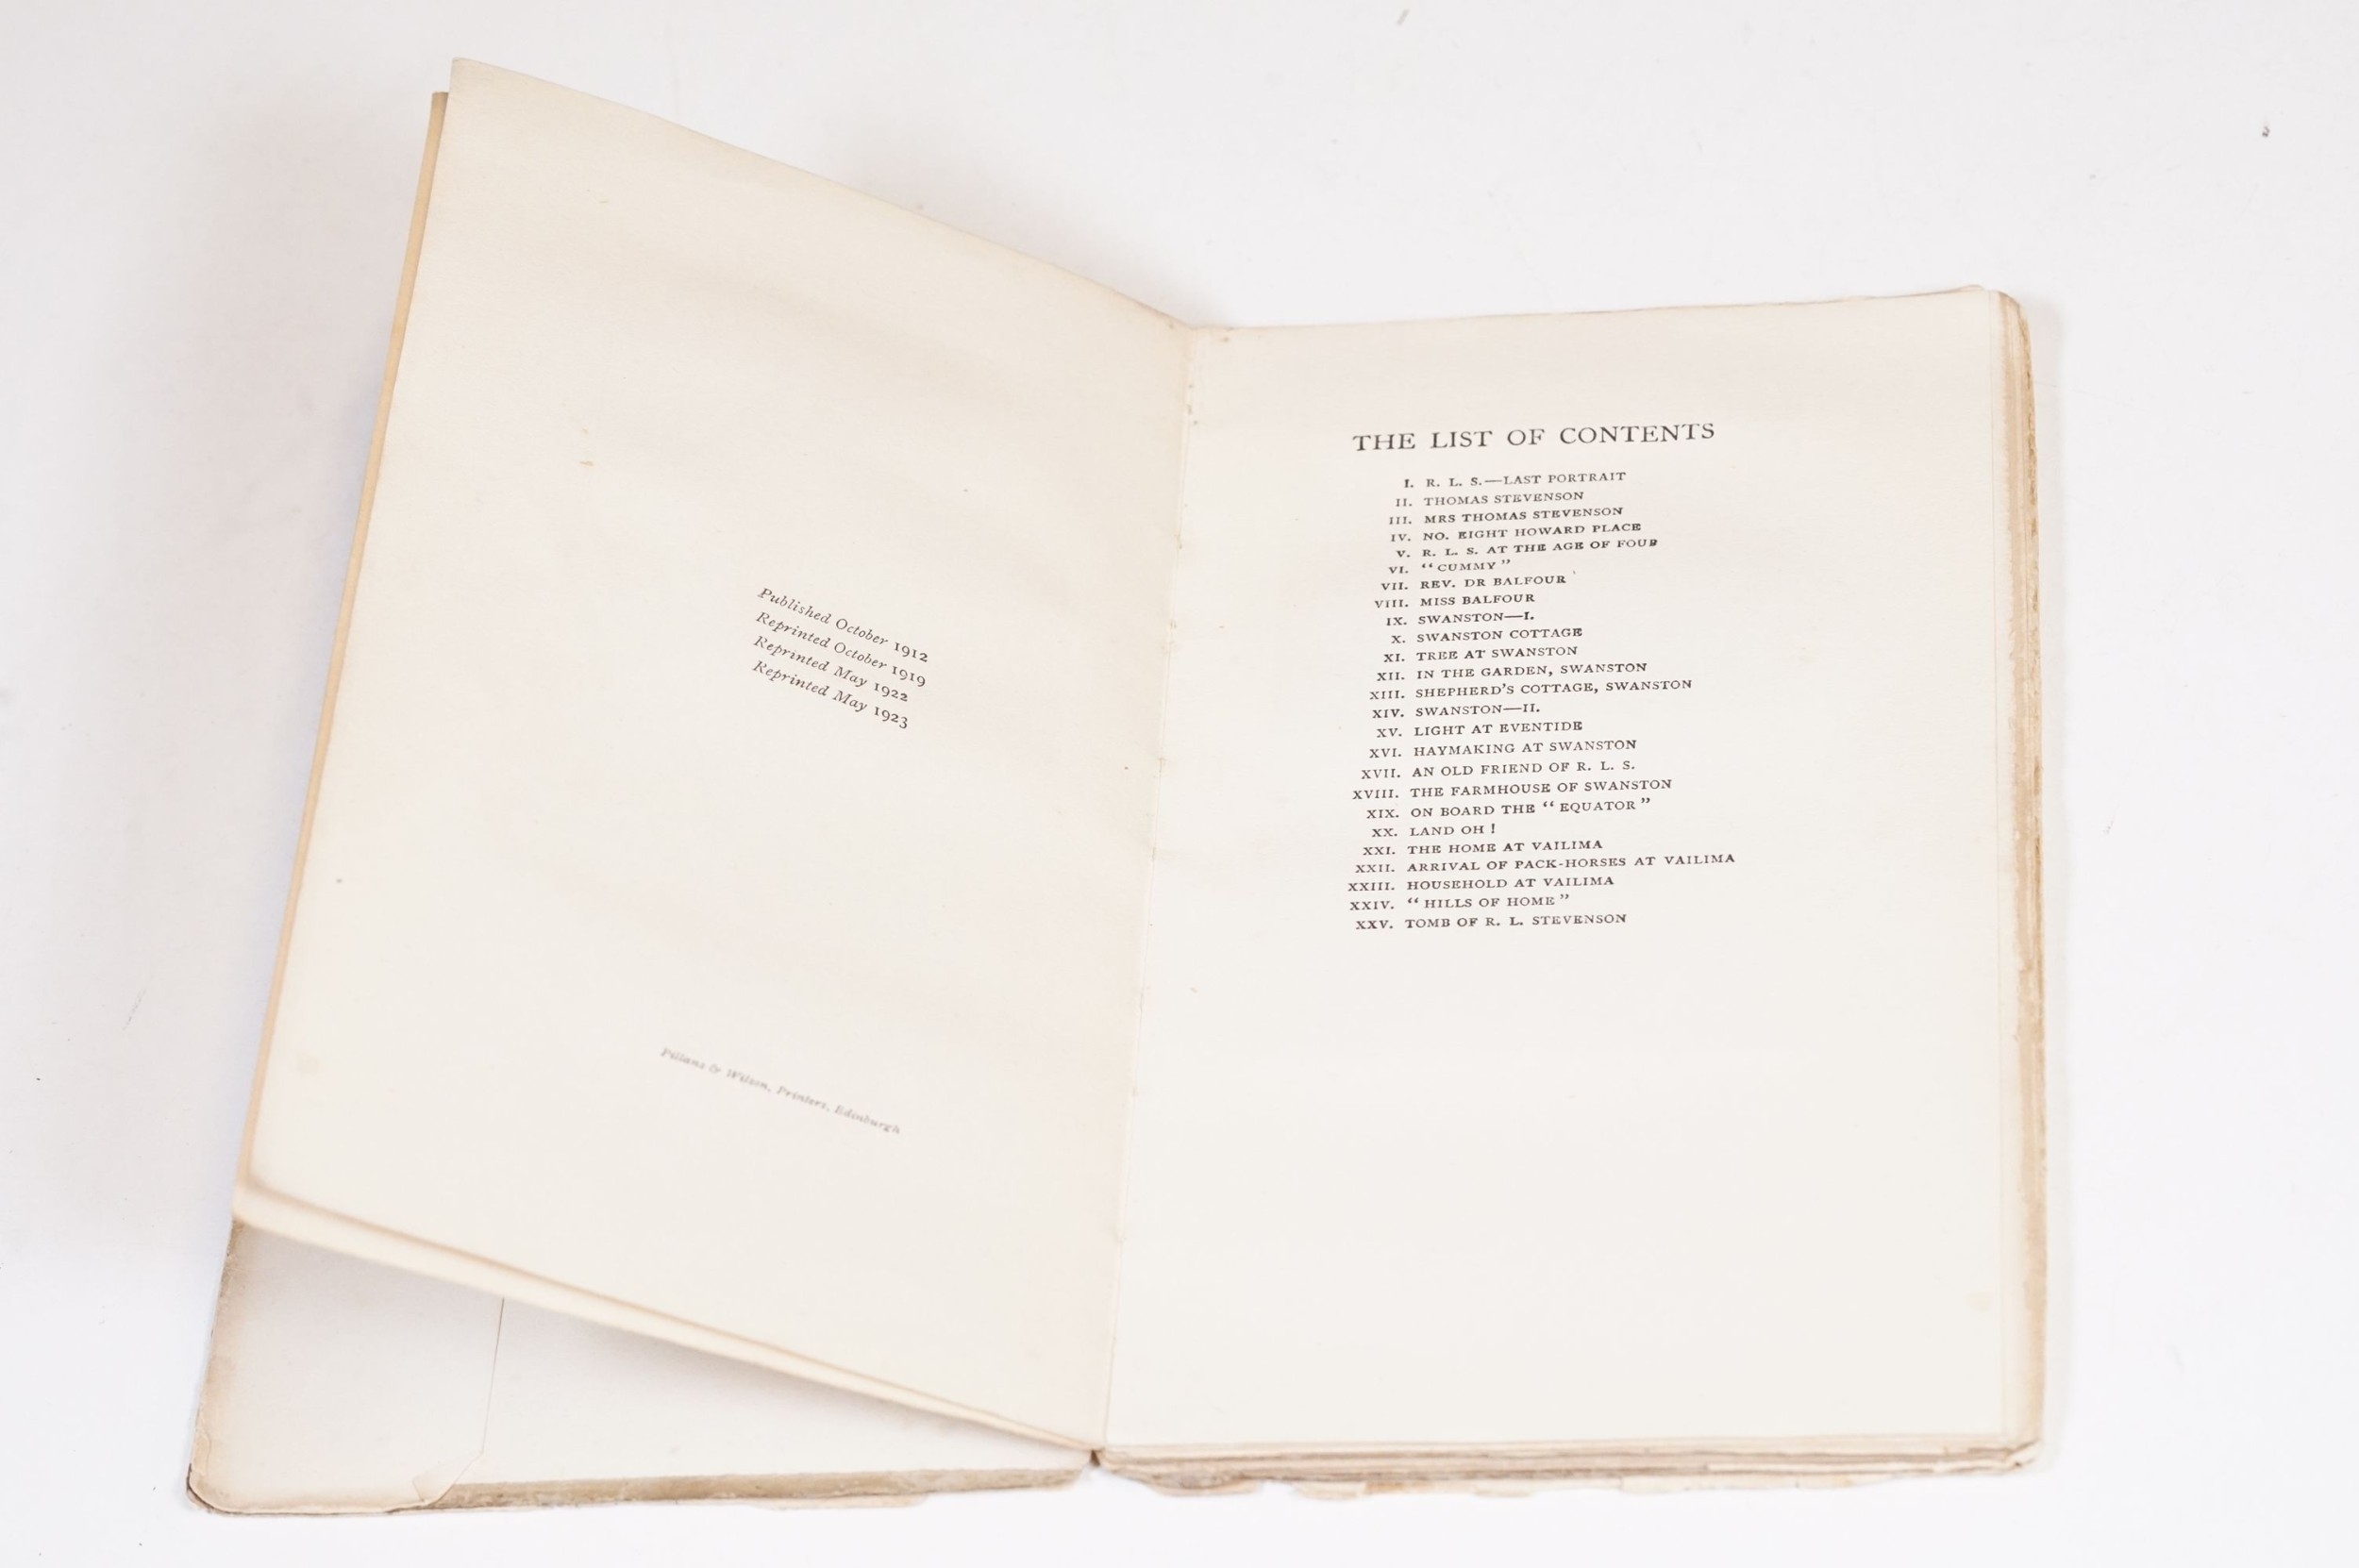 Published October 1912
Reprinted October 1919
Reprinted May 1922
Reprinted May 1923
Pillans & Wilson, Printers, Edinburgh
THE LIST OF CONTENTS
I. R. L. S.—LAST PORTRAIT
II. THOMAS STEVENSON
III. MRS THOMAS STEVENSON
IV. NO. EIGHT HOWARD PLACE
V. R. L. S. AT THE AGE OF FOUR
VI. “CUMMY”
VII. REV. DR BALFOUR
VIII. MISS BALFOUR
IX. SWANSTON—I.
X. SWANSTON COTTAGE
XI. TREE AT SWANSTON
XII. IN THE GARDEN, SWANSTON
XIII. SHEPHERD’S COTTAGE, SWANSTON
XIV. SWANSTON—II.
XV. LIGHT AT EVENTIDE
XVI. HAYMAKING AT SWANSTON
XVII. AN OLD FRIEND OF R. L. S.
XVIII. THE FARMHOUSE OF SWANSTON
XIX. ON BOARD THE “EQUATOR”
XX. LAND OH!
XXI. THE HOME AT VAILIMA
XXII. ARRIVAL OF PACK-HORSES AT VAILIMA
XXIII. HOUSEHOLD AT VAILIMA
XXIV. “HILLS OF HOME”
XXV. TOMB OF R. L. STEVENSON